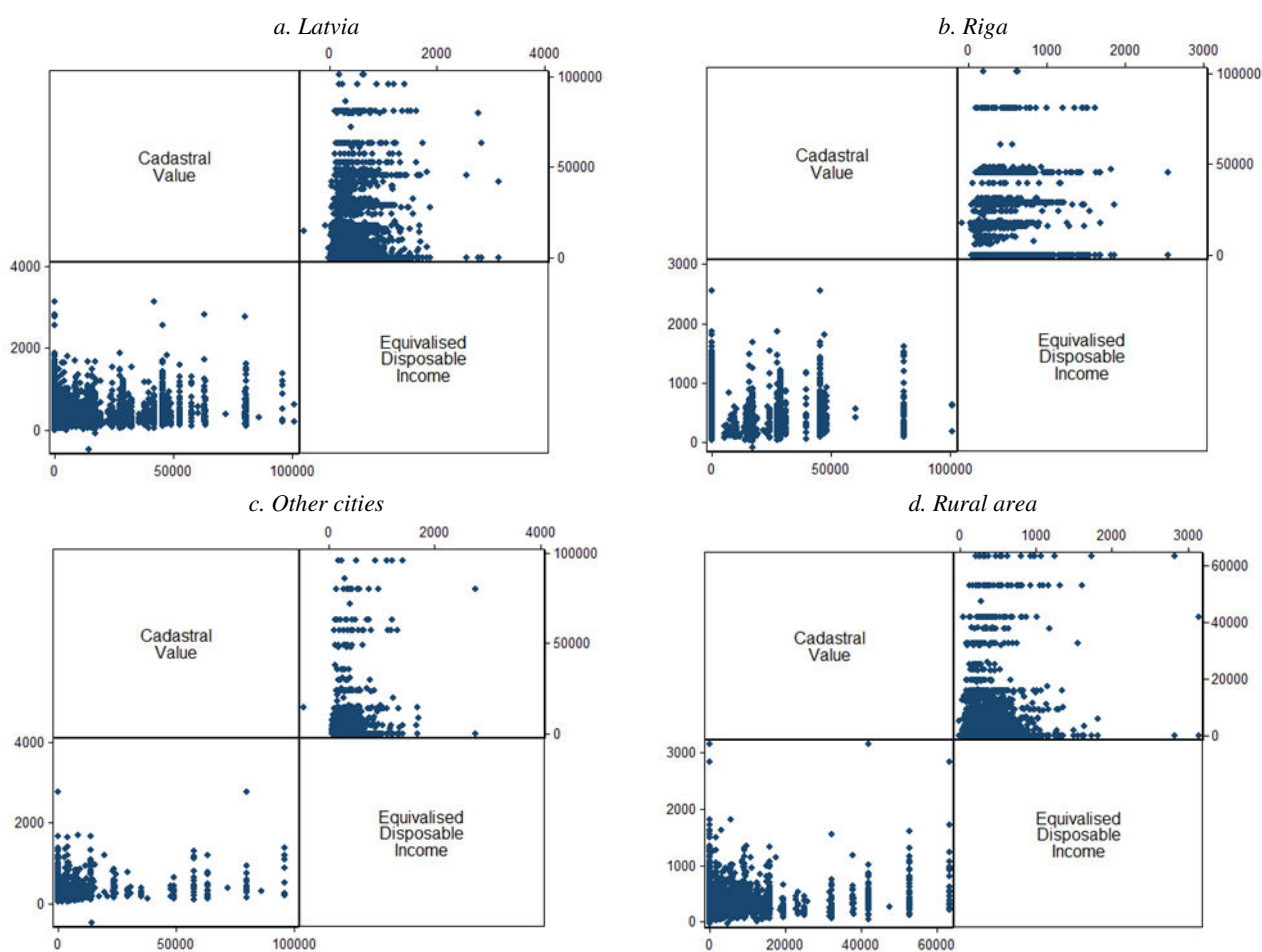 a. Latvia
b. Riga
0 2000 4000
0 1000 2000 3000
Cadastral
Value
100000
50000
0
Cadastral
Value
100000
50000
0
4000
2000
0
Equivalised
Disposable
Income
3000
2000
1000
0
Equivalised
Disposable
Income
0 50000 100000
0 50000 100000
c. Other cities
d. Rural area
0 2000 4000
0 1000 2000 3000
Cadastral
Value
100000
50000
0
Cadastral
Value
60000
40000
20000
0
4000
2000
0
Equivalised
Disposable
Income
3000
2000
1000
0
Equivalised
Disposable
Income
0 50000 100000
0 20000 40000 60000